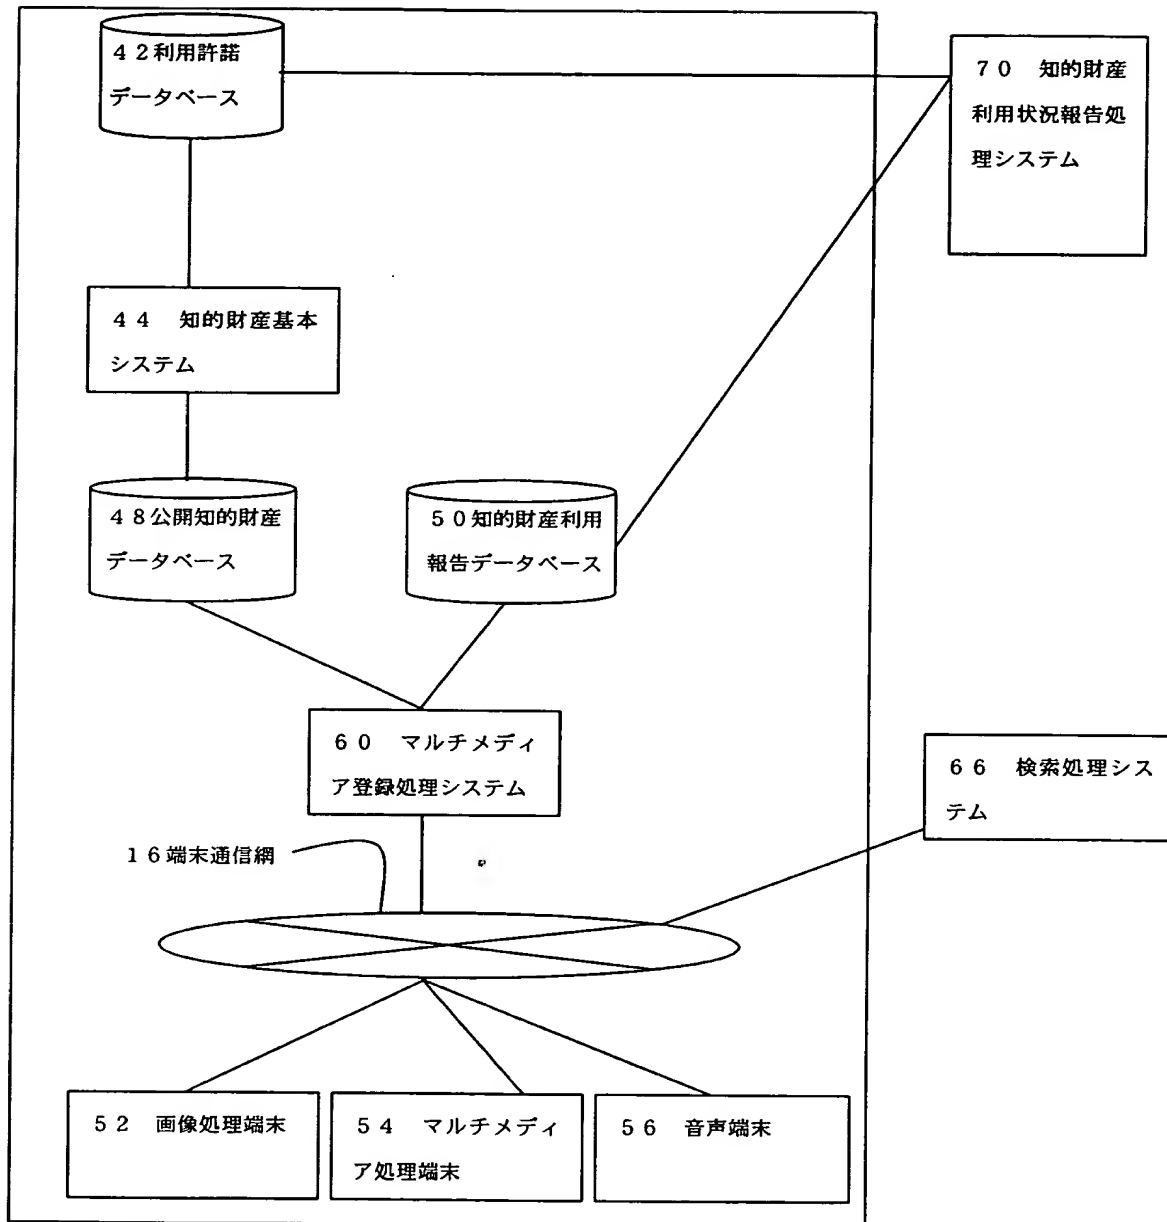 ４２利用許諾
データベース
７０　知的財産
利用状況報告処
理システム
４４　知的財産基本
システム
４８公開知的財産
データベース
５０知的財産利用
報告データベース
６０　マルチメディ
ア登録処理システム
６６　検索処理シス
テム
１６端末通信網
５２　画像処理端末
５４　マルチメディ
ア処理端末
５６　音声端末